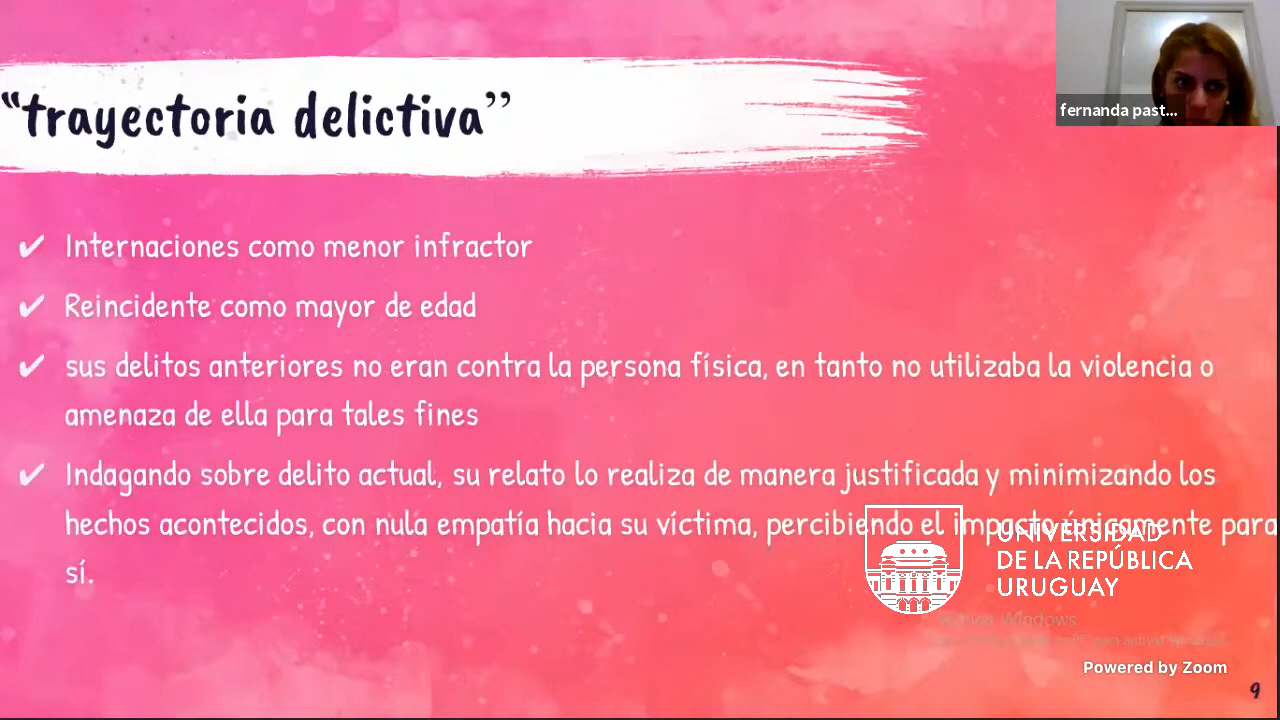 “trayectoria delictiva”
fernanda past...
✔ Internaciones como menor infractor
✔ Reincidente como mayor de edad
✔ sus delitos anteriores no eran contra la persona física, en tanto no utilizaba la violencia o
amenaza de ella para tales fines
✔ Indagando sobre delito actual, su relato lo realiza de manera justificada y minimizando los
hechos acontecidos, con nula empatía hacia su víctima, percibiendo el impacto únicamente para
sí.
UNIVERSIDAD
DE LA REPÚBLICA
URUGUAY
Windows
Powered by Zoom
9